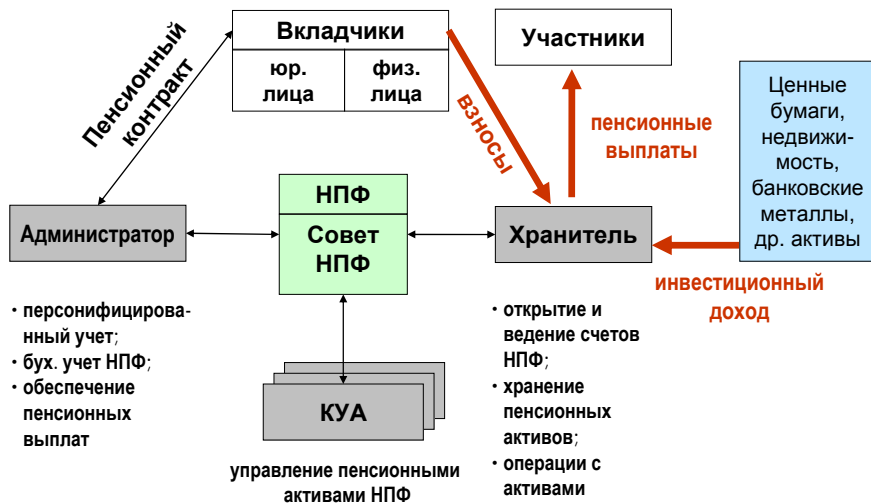 Вкладчики
юр.
лица
физ.
лица
Участники
Ценные
бумаги,
недвижи-
мость,
банковские
металлы,
др. активы
Пенсионный
контракт
взносы
пенсионные
выплаты
Администратор
НПФ
Совет
НПФ
Хранитель
инвестиционный
доход
• персонифицирова-
нный учет;
• бух. учет НПФ;
• обеспечение
пенсионных
выплат
КУА
управление пенсионными
активами НПФ
• открытие и
ведение счетов
НПФ;
• хранение
пенсионных
активов;
• операции с
активами